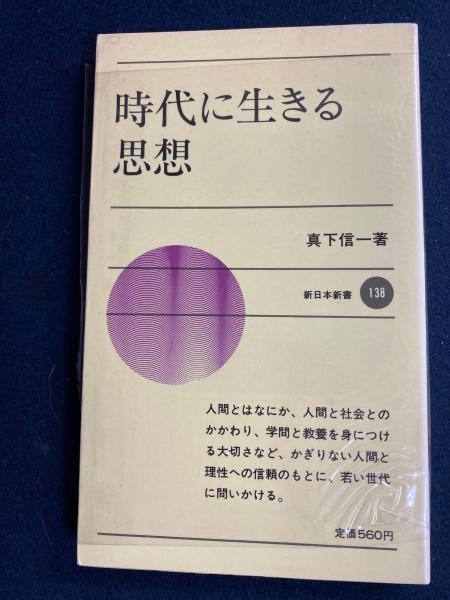 時代に生きる
思想
真下信一著
新日本新書 138
人間とはなにか、人間と社会との
かかわり、学問と教養を身につけ
る大切さなど、かぎりない人間と
理性への信頼のもとに、若い世代
に問いかける。
定価560円